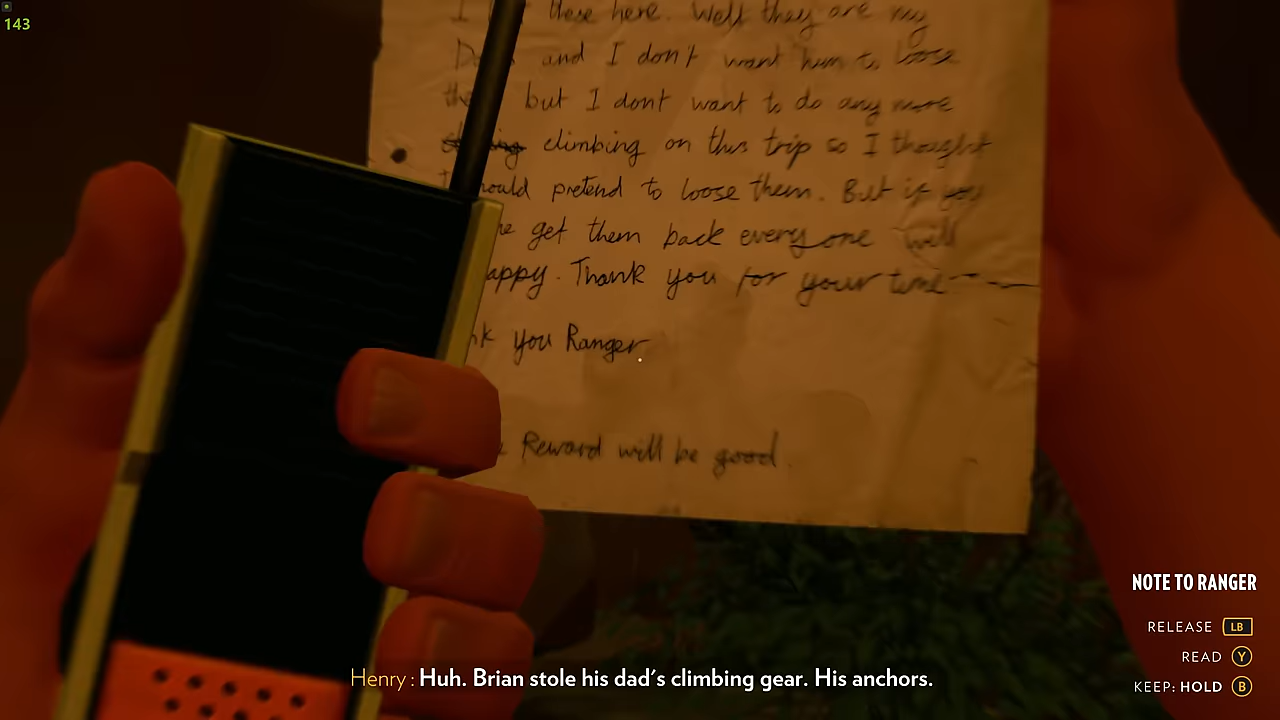 143
I these here. Well they are my
and I don't want him to loose
but I dont want to do any more
climbing on this trip so I thought
would pretend to loose them. But if you
get them back every one will
appy. Thank you for your time
nk you Ranger
Reward will be good.
NOTE TO RANGER
RELEASE LB
READ Y
KEEP: HOLD B
Henry : Huh. Brian stole his dad's climbing gear. His anchors.